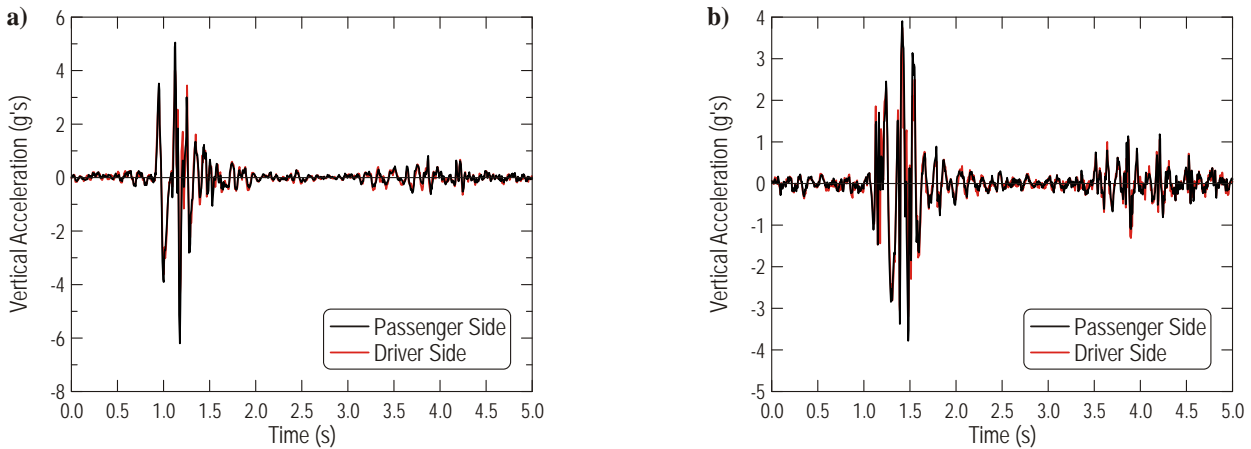 a)
Vertical Acceleration (g's)
6
4
2
0
-2
-4
-6
-8
0.0 0.5 1.0 1.5 2.0 2.5 3.0 3.5 4.0 4.5 5.0
Time (s)
Passenger Side
Driver Side
b)
Vertical Acceleration (g's)
4
3
2
1
0
-1
-2
-3
-4
-5
0.0 0.5 1.0 1.5 2.0 2.5 3.0 3.5 4.0 4.5 5.0
Time (s)
Passenger Side
Driver Side